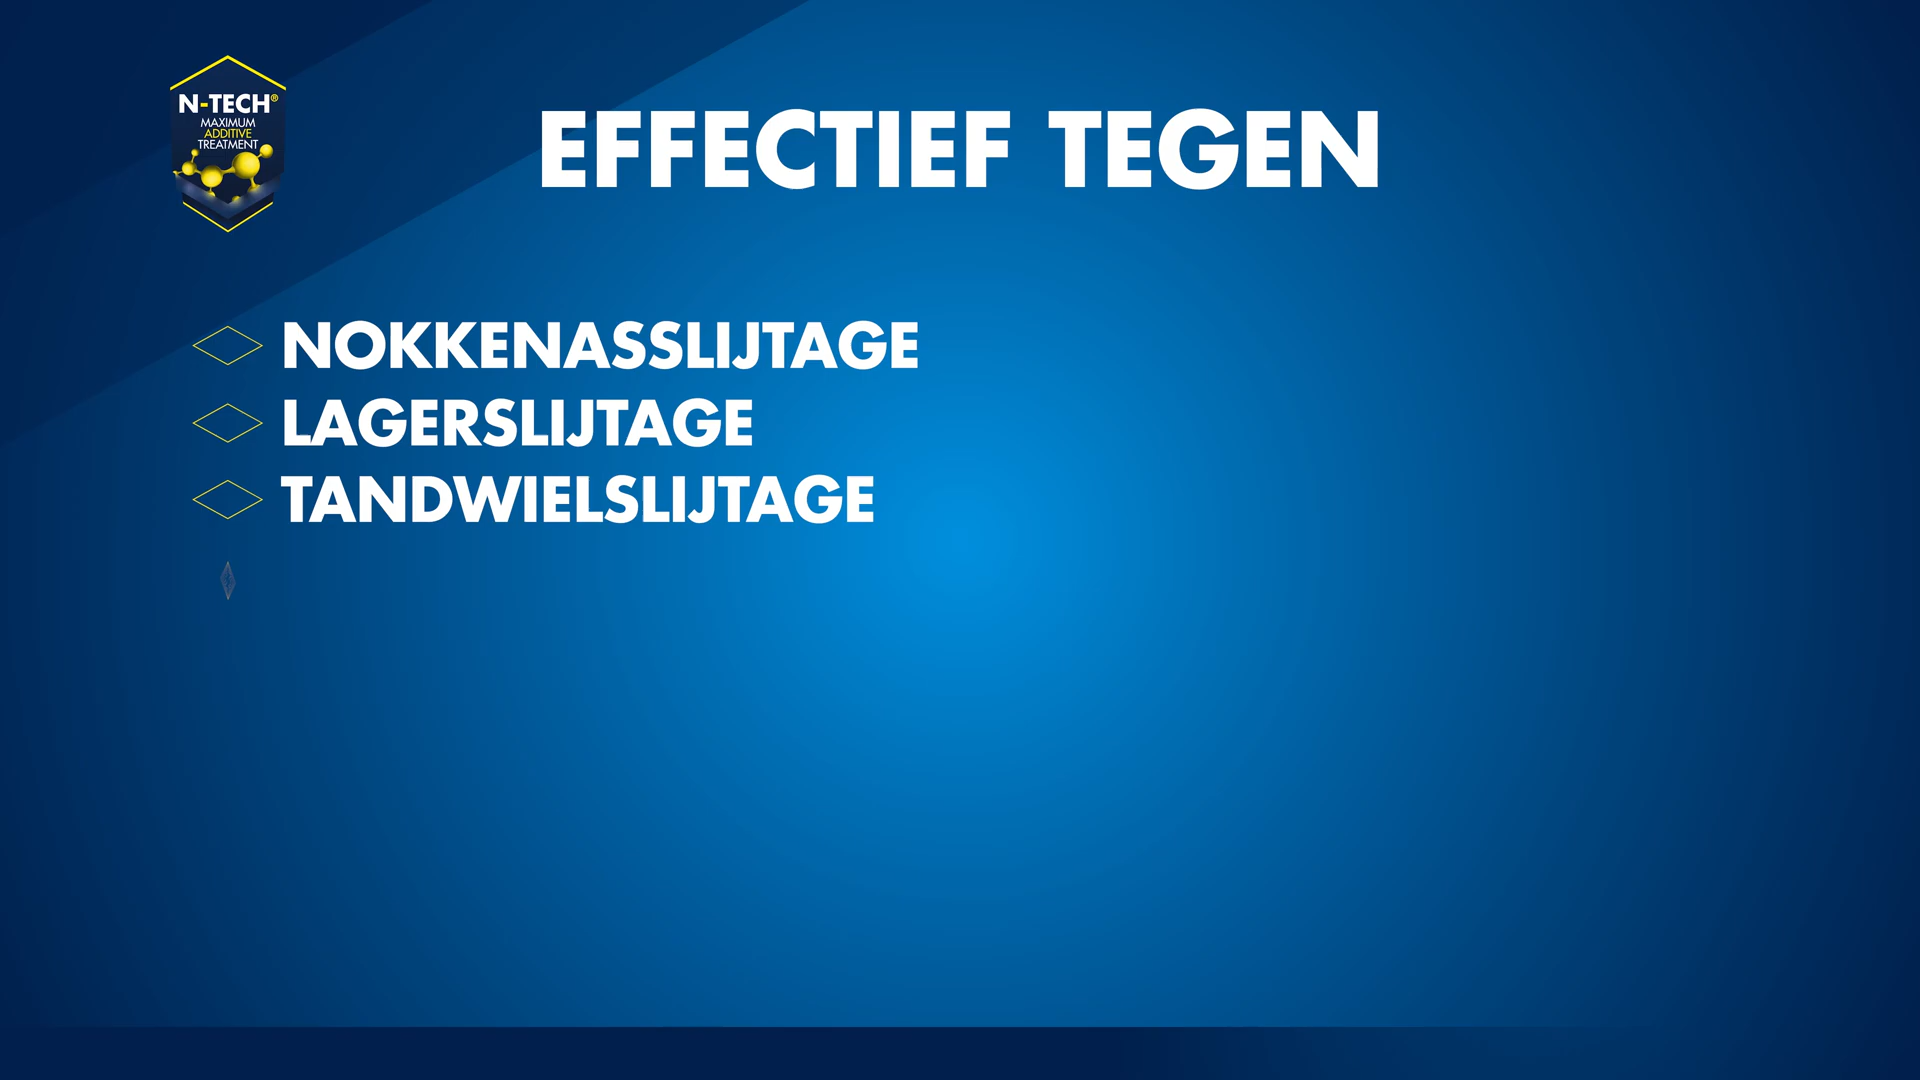 N-TECH®
MAXIMUM
ADDITIVE
TREATMENT
EFFECTIEF TEGEN
NOKKENASSLIJTAGE
LAGERSLIJTAGE
TANDWIELSLIJTAGE